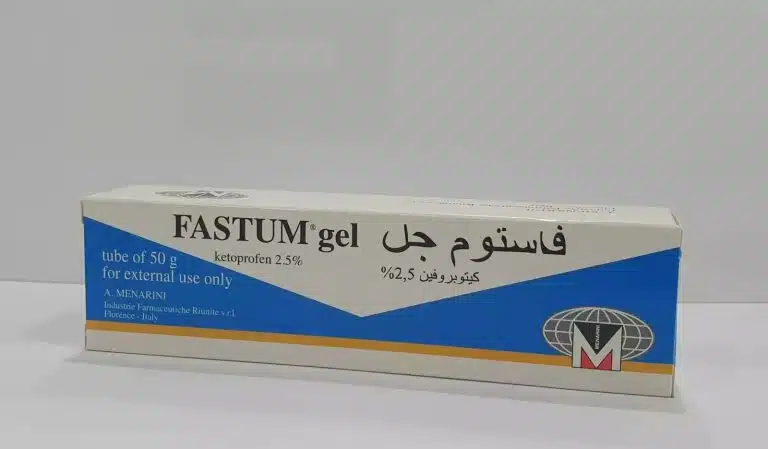 FASTUM® gel
فاستوم جل
ketoprofen 2.5%
كيتوبروفين 2,5%
tube of 50 g
for external use only
A. MENARINI
Industrie Farmaceutiche Riunite s.r.l.
Florence - Italy
MENARINI
M